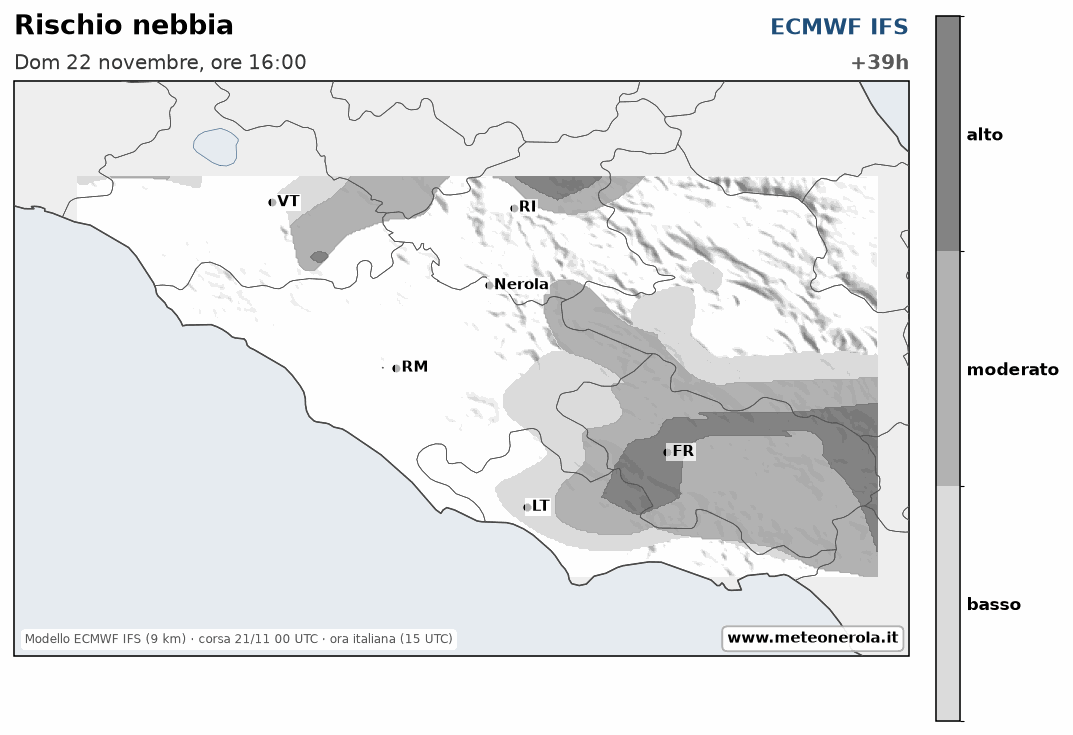 Rischio nebbia
ECMWF IFS
Dom 22 novembre, ore 16:00
+39h
alto
VT
RI
Nerola
RM
moderato
FR
LT
basso
Modello ECMWF IFS (9 km) · corsa 21/11 00 UTC · ora italiana (15 UTC)
www.meteonerola.it